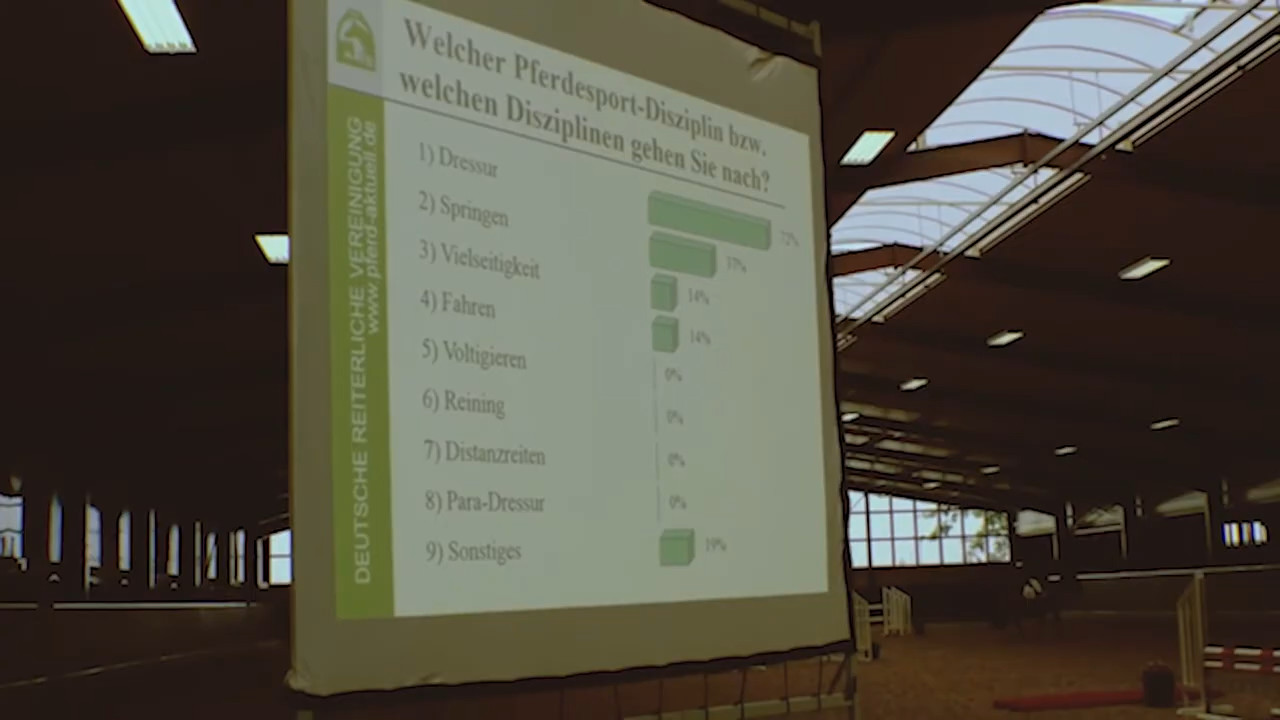 Welcher Pferdesport-Disziplin bzw.
welchen Disziplinen gehen Sie nach?
1) Dressur
2) Springen
3) Vielseitigkeit
4) Fahren
5) Voltigieren
6) Reining
7) Distanzreiten
8) Para-Dressur
9) Sonstiges
37%
14%
14%
0%
0%
0%
0%
19%
DEUTSCHE REITERLICHE VEREINIGUNG
www.pferd-aktuell.de